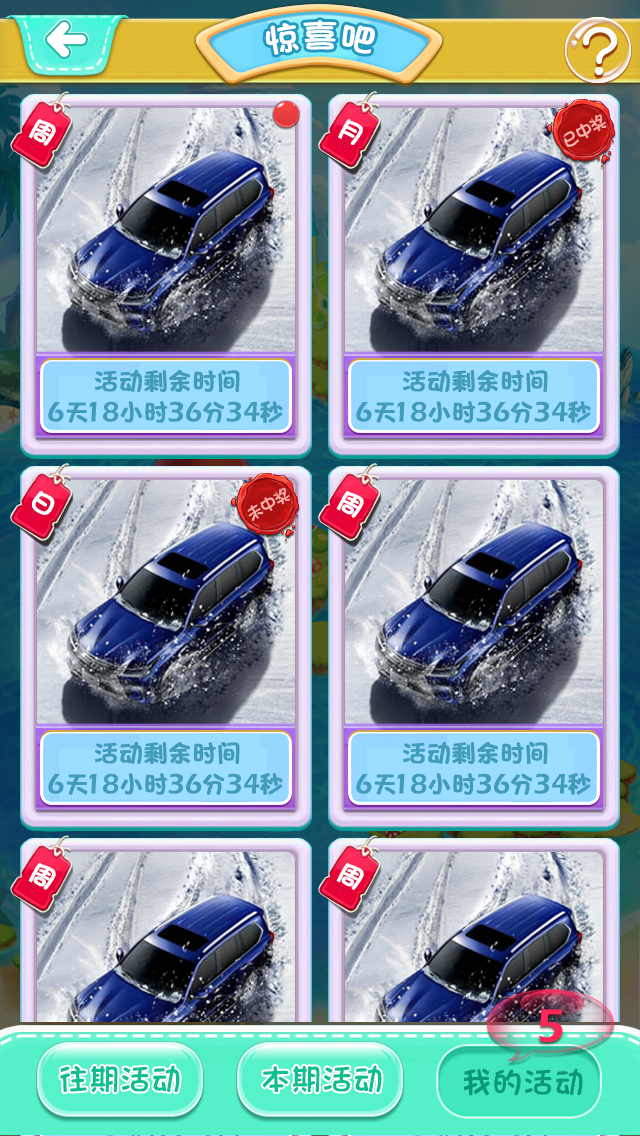 惊喜吧
?
周
月
已中奖
活动剩余时间
6天18小时36分34秒
活动剩余时间
6天18小时36分34秒
日
未中奖
周
活动剩余时间
6天18小时36分34秒
活动剩余时间
6天18小时36分34秒
周
周
5
往期活动
本期活动
我的活动